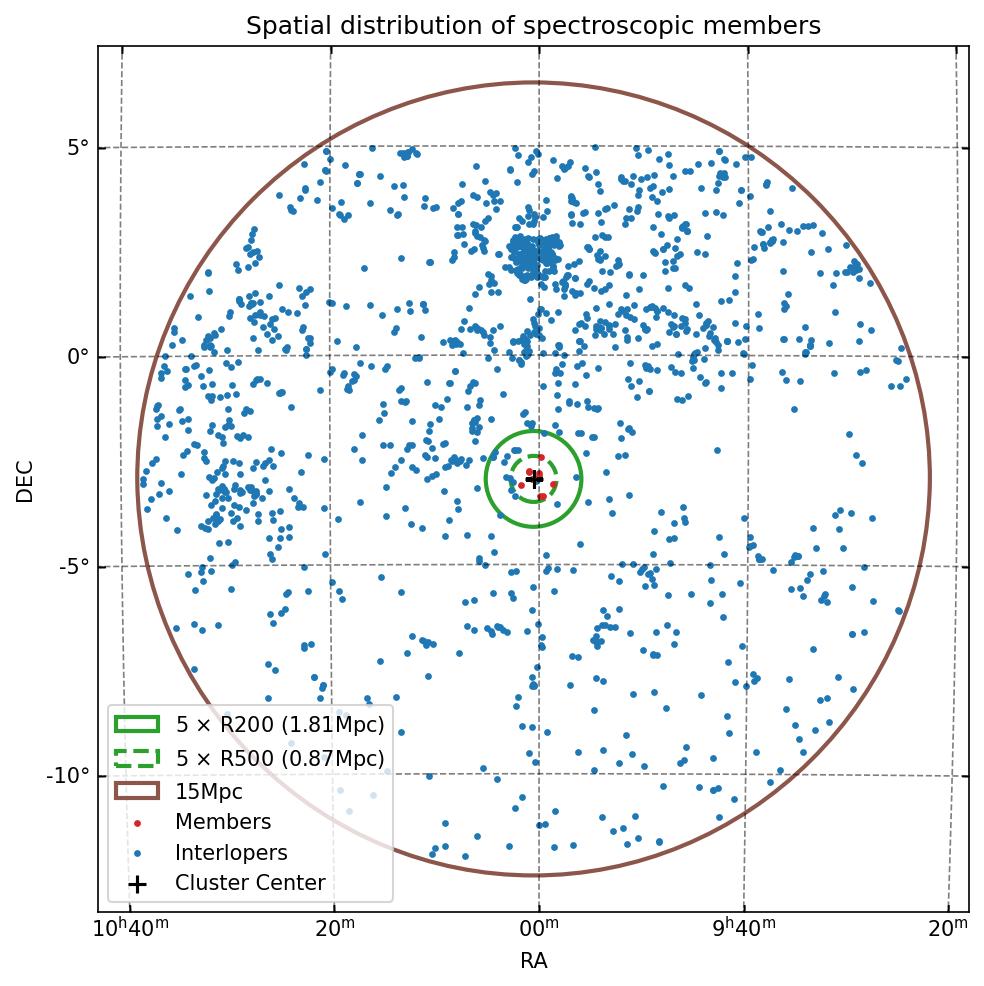 Spatial distribution of spectroscopic members
5°
0°
-5°
-10°
DEC
5 × R200 (1.81Mpc)
5 × R500 (0.87Mpc)
15Mpc
Members
Interlopers
Cluster Center
10ʰ40ᵐ 20ᵐ 00ᵐ 9ʰ40ᵐ 20ᵐ
RA